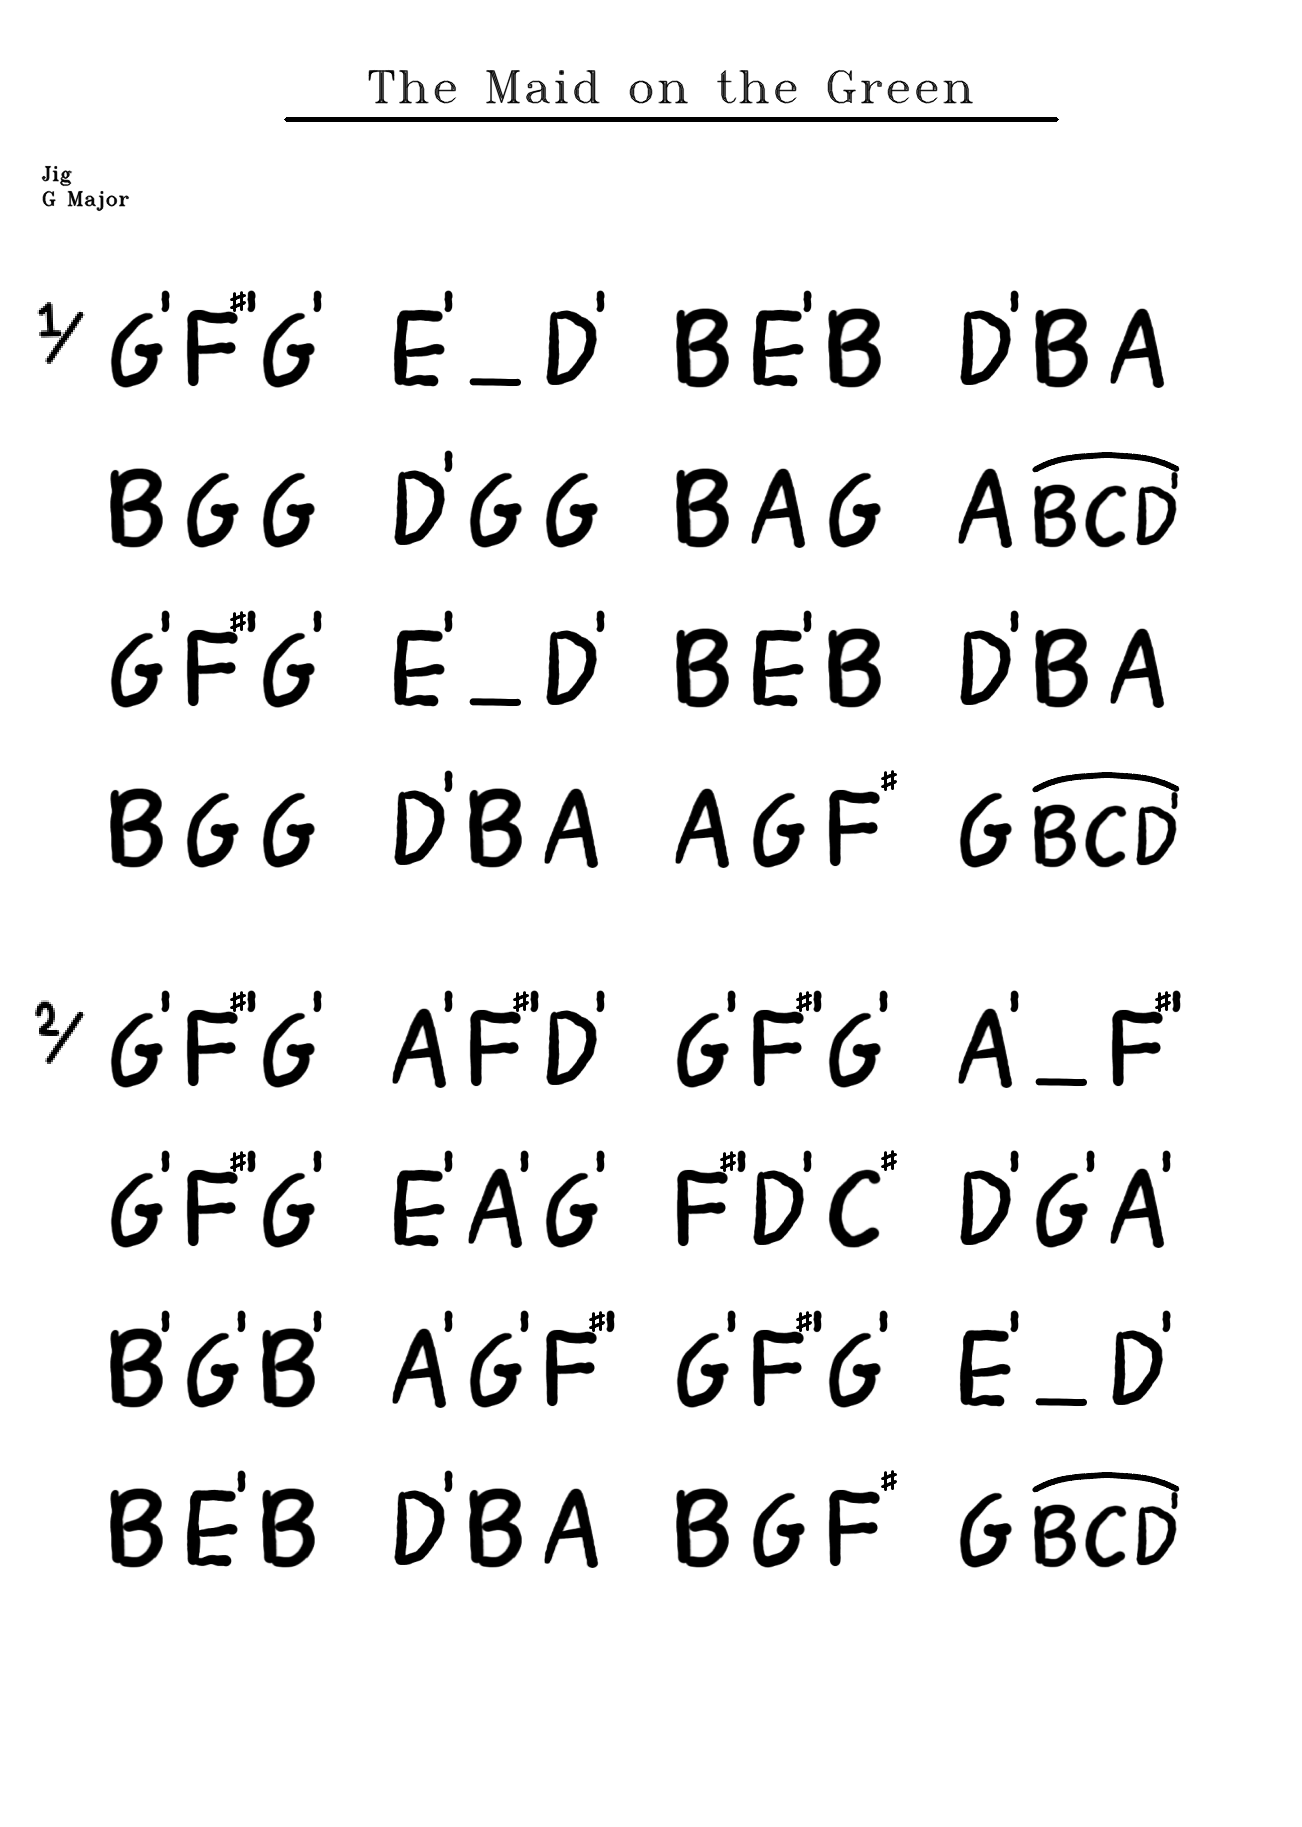 The Maid on the Green
Jig
G Major
1/ G'F#'G' E'_D' BE'B D'BA
BGG D'GG BAG ABCD'
G'F#'G' E'_D' BE'B D'BA
BGG D'BA AGF# GBCD'
2/ G'F#'G' A'F#'D' G'F#'G' A'_F#'
G'F#'G' E'A'G' F#'D'C# D'G'A'
B'G'B' A'G'F#' G'F#'G' E'_D'
BE'B D'BA BGF# GBCD'